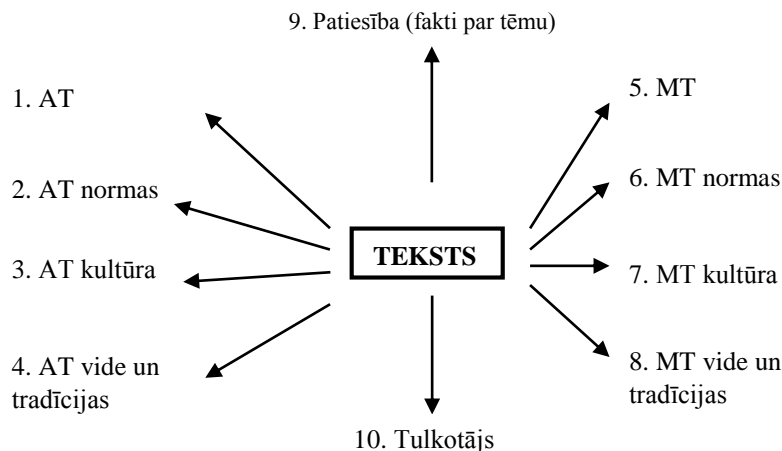 9. Patiesība (fakti par tēmu)
1. AT
2. AT normas
3. AT kultūra
4. AT vide un
tradīcijas
TEKSTS
5. MT
6. MT normas
7. MT kultūra
8. MT vide un
tradīcijas
10. Tulkotājs